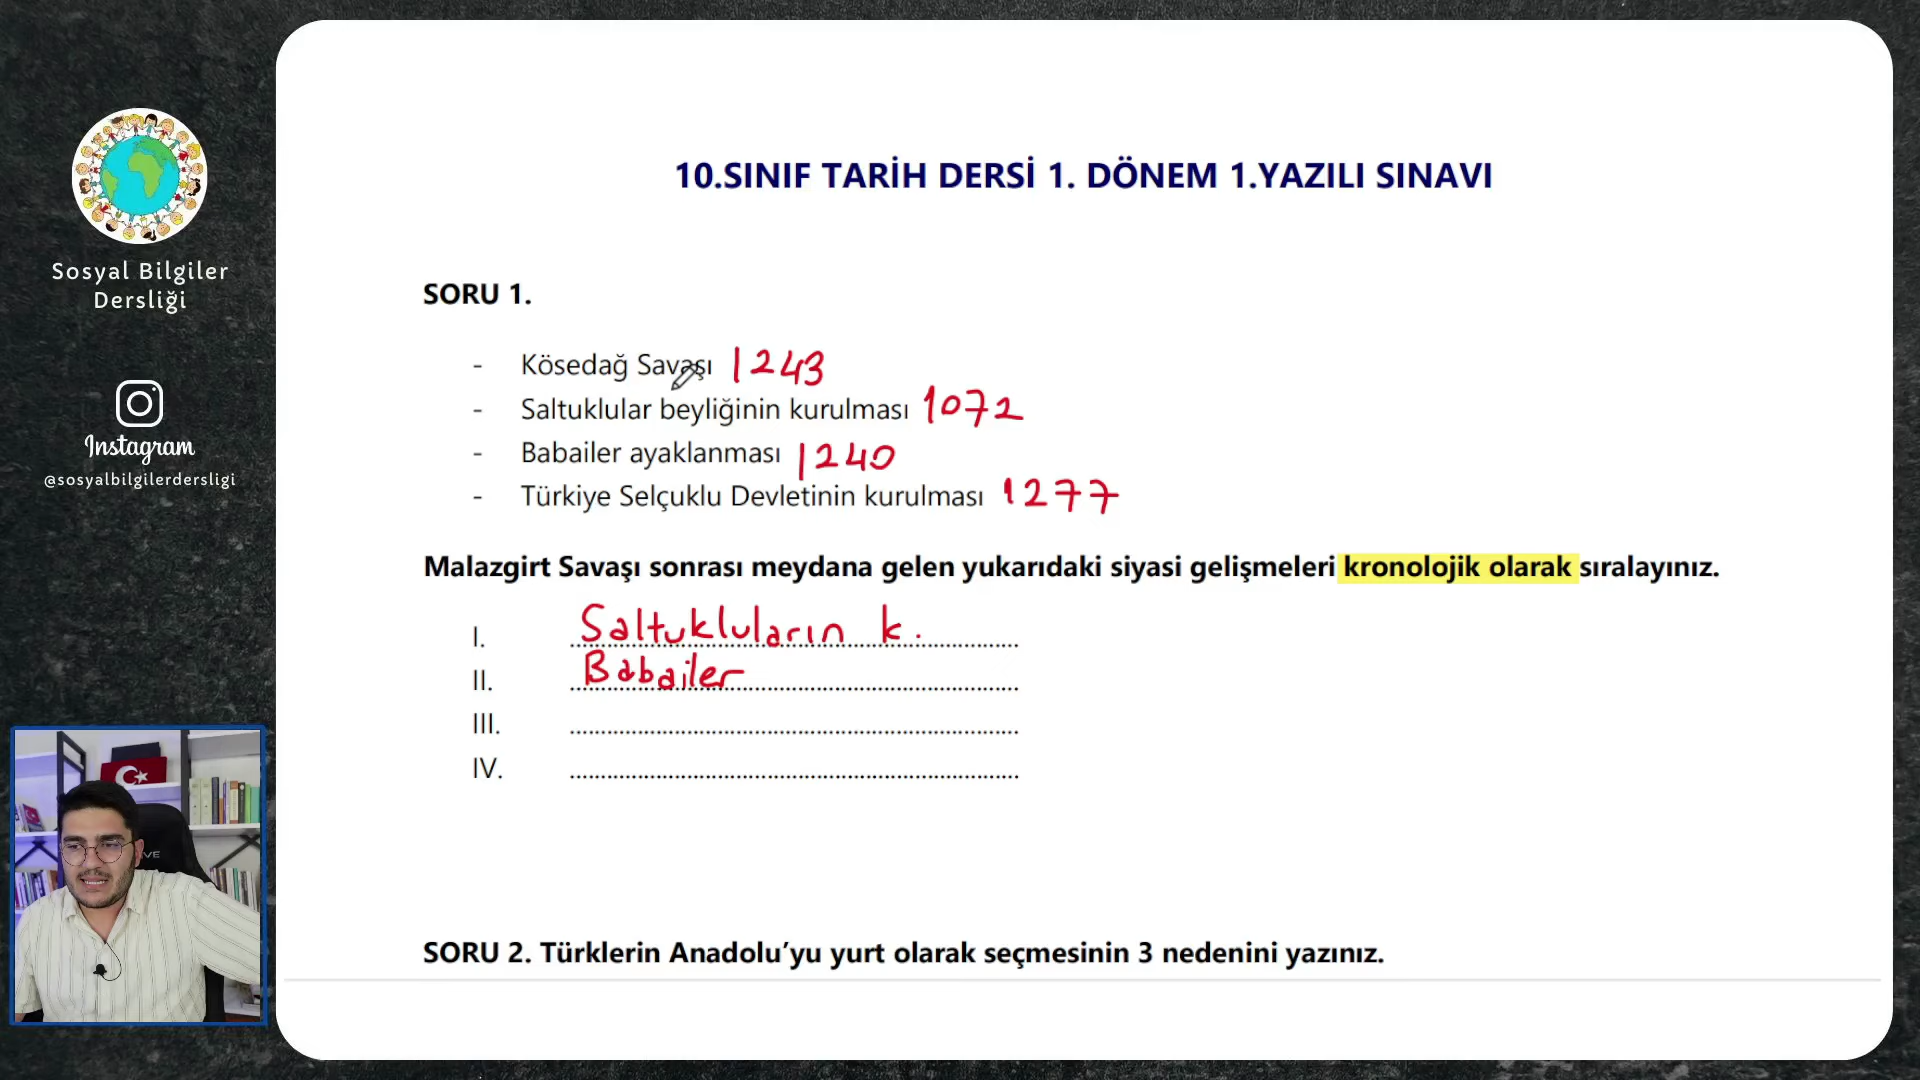 Sosyal Bilgiler
Dersliği
Instagram
@sosyalbilgilerdersligi
10.SINIF TARİH DERSİ 1. DÖNEM 1.YAZILI SINAVI
SORU 1.
- Kösedağ Savaşı 1243
- Saltuklular beyliğinin kurulması 1072
- Babailer ayaklanması 1240
- Türkiye Selçuklu Devletinin kurulması 1277
Malazgirt Savaşı sonrası meydana gelen yukarıdaki siyasi gelişmeleri kronolojik olarak sıralayınız.
I. Saltukluların k.
II. Babailer
III. ........................................................................
IV. ........................................................................
SORU 2. Türklerin Anadolu’yu yurt olarak seçmesinin 3 nedenini yazınız.